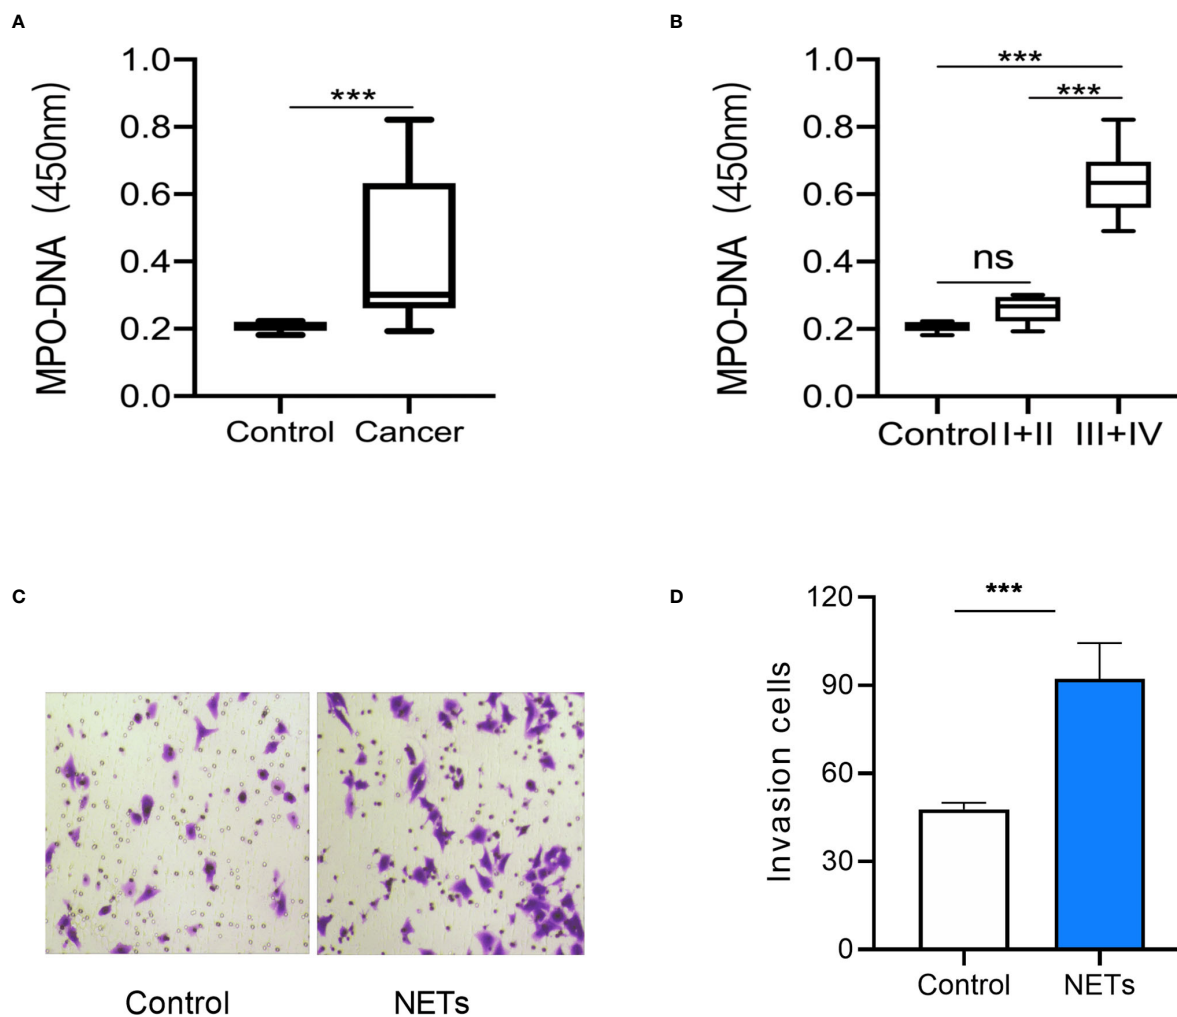 A
MPO-DNA (450nm)
1.0
0.8
0.6
0.4
0.2
0.0
***
Control Cancer
B
MPO-DNA (450nm)
1.0
0.8
0.6
0.4
0.2
0.0
***
***
ns
Control I+II III+IV
C
Control NETs
D
Invasion cells
120
90
60
30
0
***
Control NETs